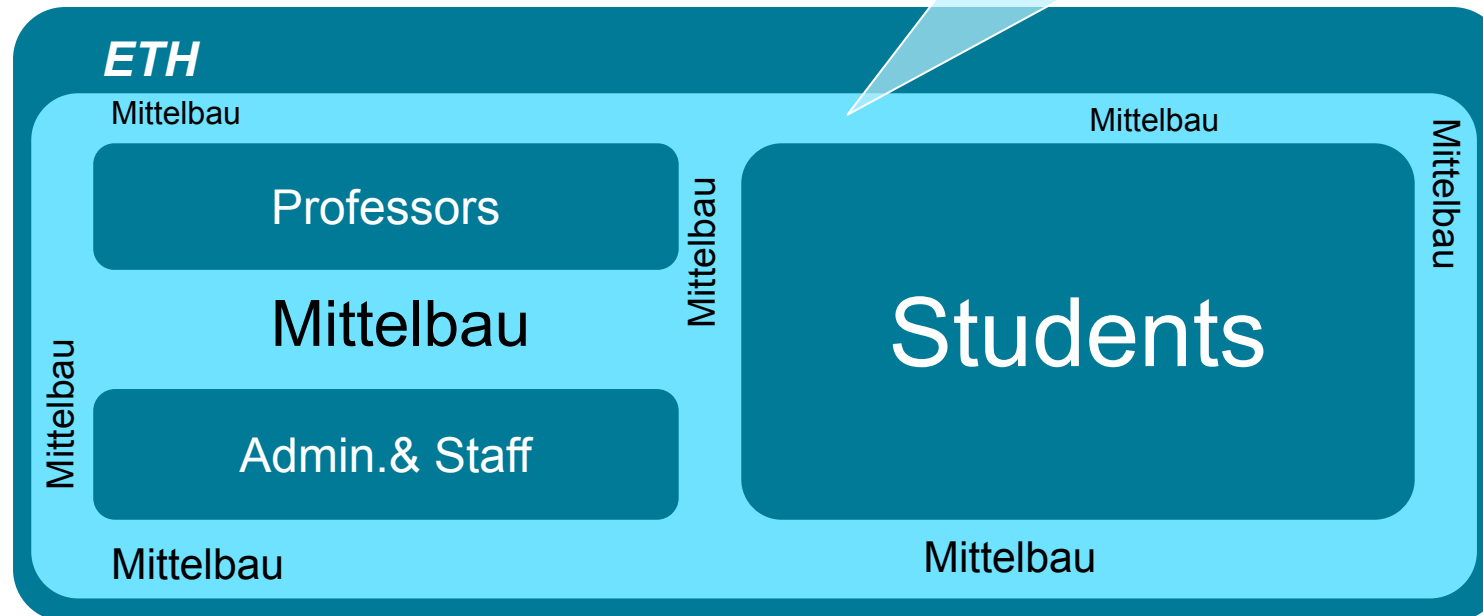 ETH
Mittelbau
Mittelbau
Mittelbau
Professors
Mittelbau
Mittelbau
Students
Mittelbau
Admin.& Staff
Mittelbau
Mittelbau